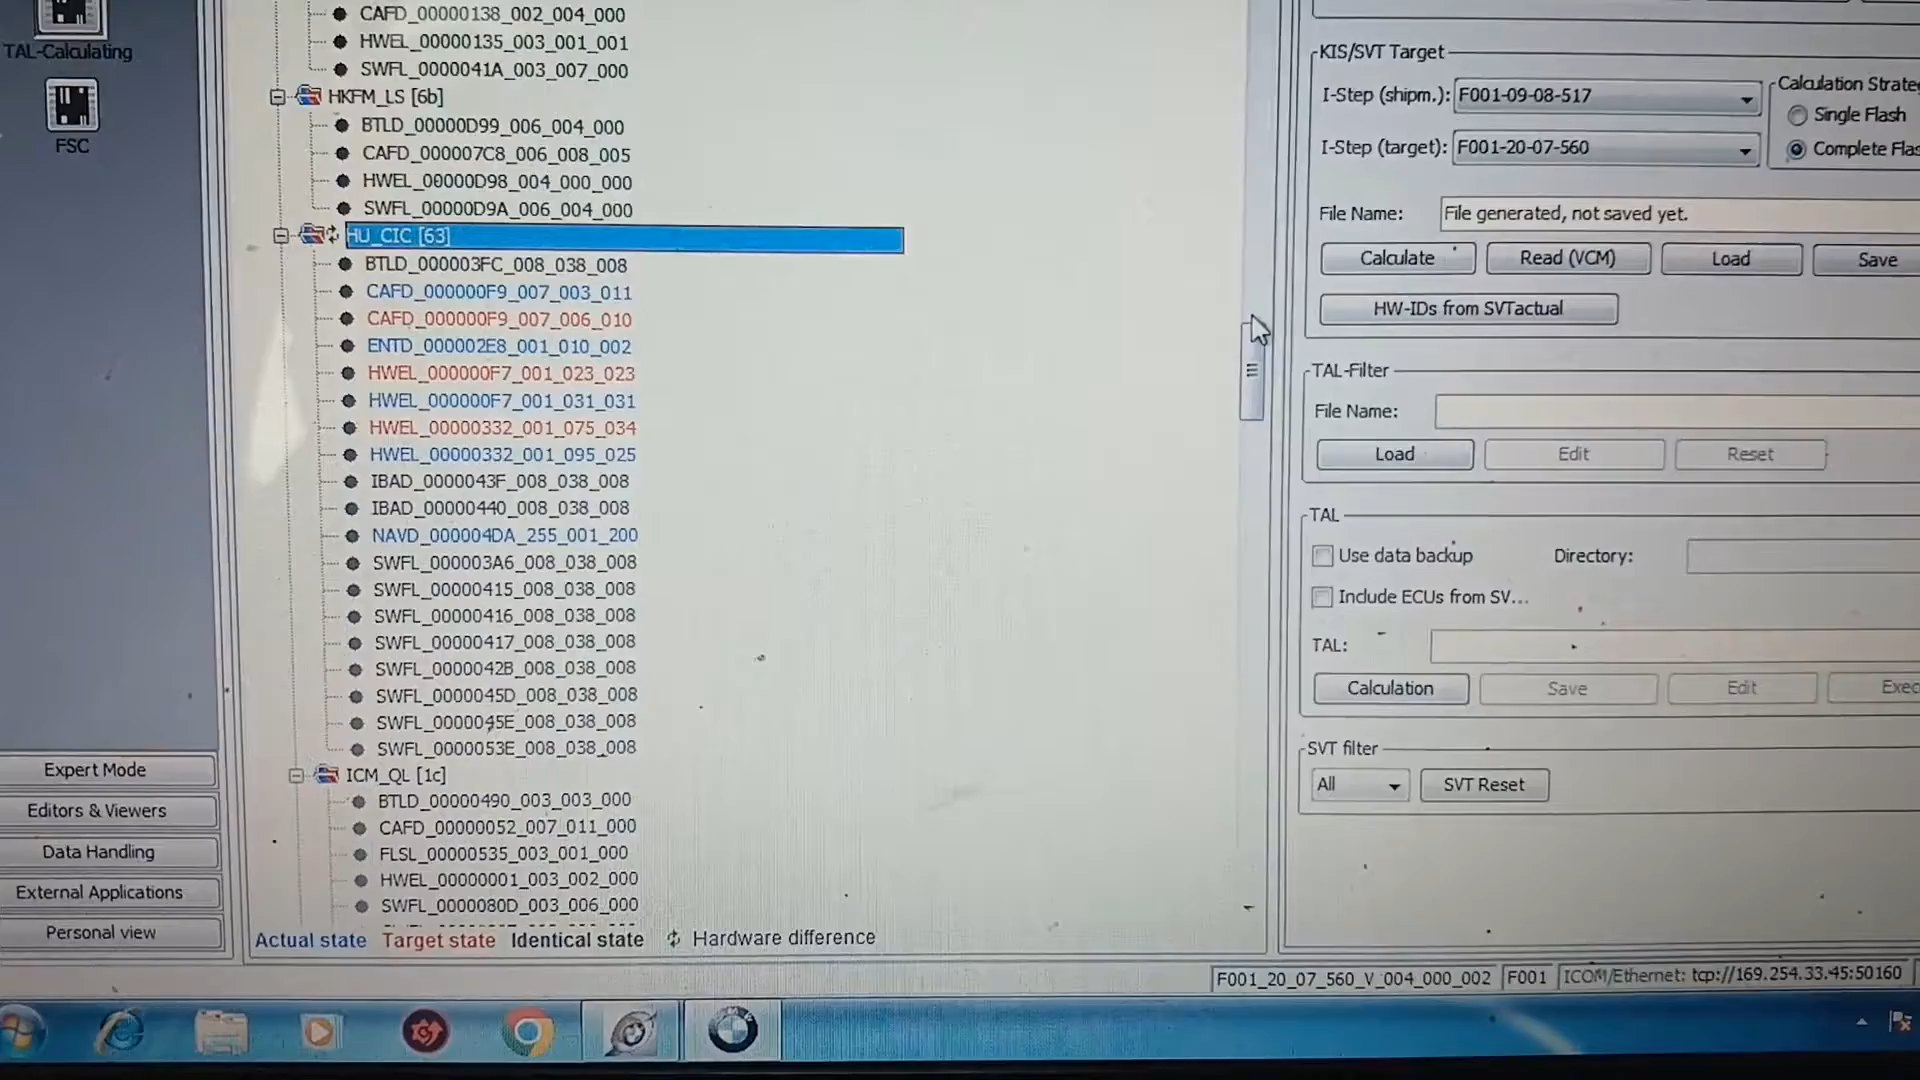 TAL-Calculating
FSC
Expert Mode
Editors & Viewers
Data Handling
External Applications
Personal view
CAFD_00000138_002_004_000
HWEL_00000135_003_001_001
SWFL_0000041A_003_007_000
HKFM_LS [6b]
BTLD_00000D99_006_004_000
CAFD_000007C8_006_008_005
HWEL_00000D98_004_000_000
SWFL_00000D9A_006_004_000
HU_CIC [63]
BTLD_000003FC_008_038_008
CAFD_000000F9_007_003_011
CAFD_000000F9_007_006_010
ENTD_000002E8_001_010_002
HWEL_000000F7_001_023_023
HWEL_000000F7_001_031_031
HWEL_00000332_001_075_034
HWEL_00000332_001_095_025
IBAD_0000043F_008_038_008
IBAD_00000440_008_038_008
NAVD_000004DA_255_001_200
SWFL_000003A6_008_038_008
SWFL_00000415_008_038_008
SWFL_00000416_008_038_008
SWFL_00000417_008_038_008
SWFL_0000042B_008_038_008
SWFL_0000045D_008_038_008
SWFL_0000045E_008_038_008
SWFL_0000053E_008_038_008
ICM_QL [1c]
BTLD_00000490_003_003_000
CAFD_00000052_007_011_000
FLSL_00000535_003_001_000
HWEL_00000001_003_002_000
SWFL_0000080D_003_006_000
Actual state Target state Identical state Hardware difference
KIS/SVT Target
I-Step (shipm.): F001-09-08-517
I-Step (target): F001-20-07-560
Calculation Strate
Single Flash
Complete Flas
File Name: File generated, not saved yet.
Calculate Read (VCM) Load Save
HW-IDs from SVTactual
TAL-Filter
File Name:
Load Edit Reset
TAL
Use data backup Directory:
Include ECUs from SV...
TAL:
Calculation Save Edit Exec
SVT filter
All SVT Reset
F001_20_07_560_V_004_000_002 F001 ICOM/Ethernet: tcp://169.254.33.45:50160